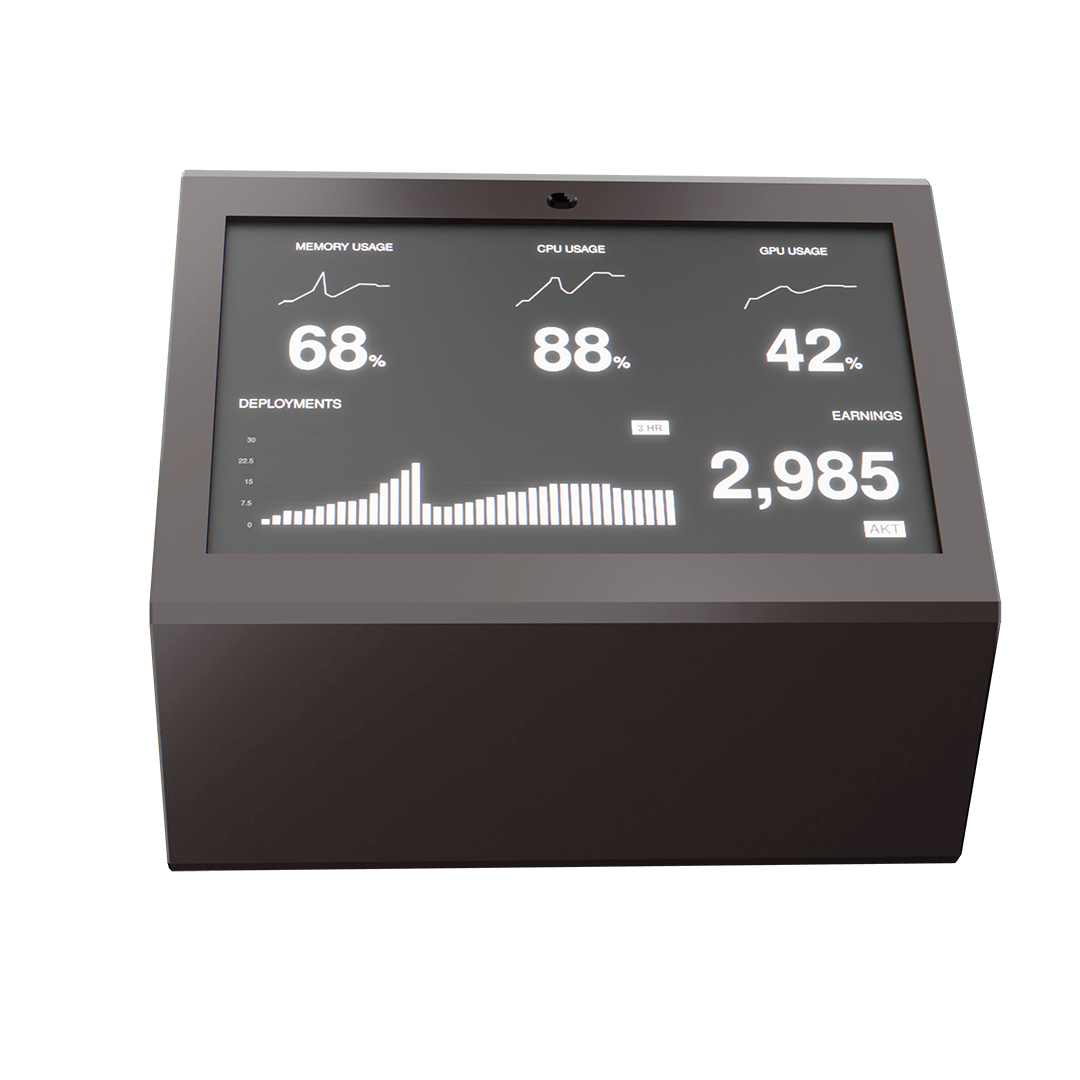 MEMORY USAGE
CPU USAGE
GPU USAGE
68%
88%
42%
DEPLOYMENTS
3 HR
30
22.5
15
7.5
0
EARNINGS
2,985
AKT